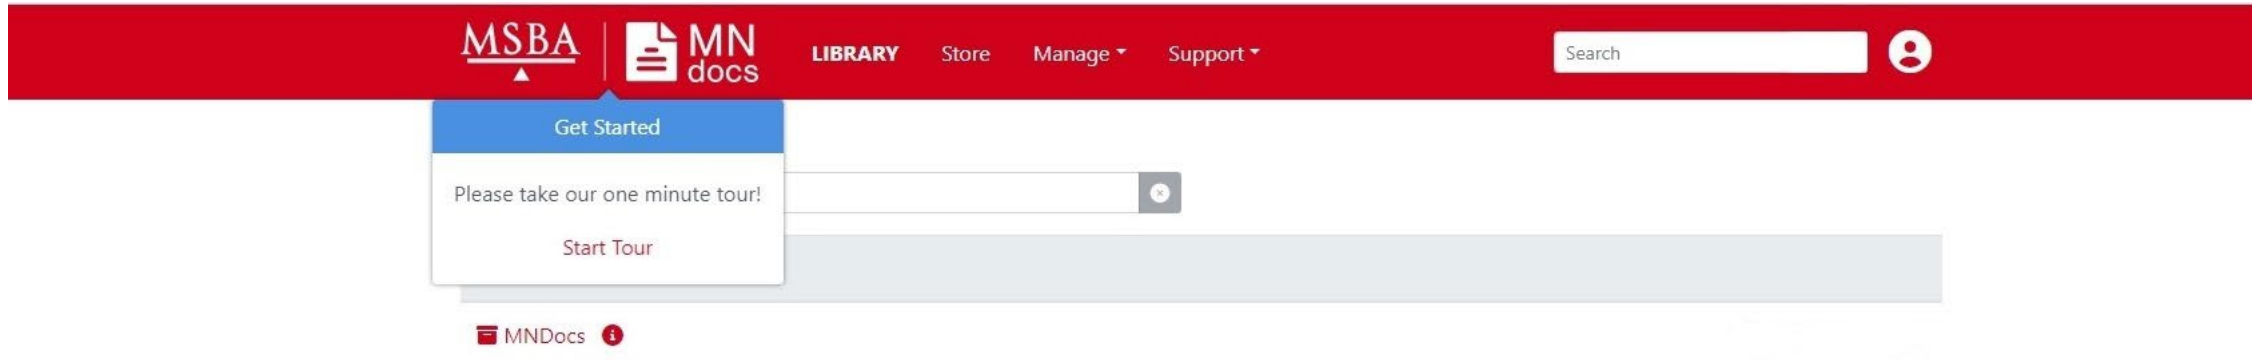 MSBA
MN
docs
LIBRARY Store Manage Support Search
Get Started
Please take our one minute tour!
Start Tour
MNDocs